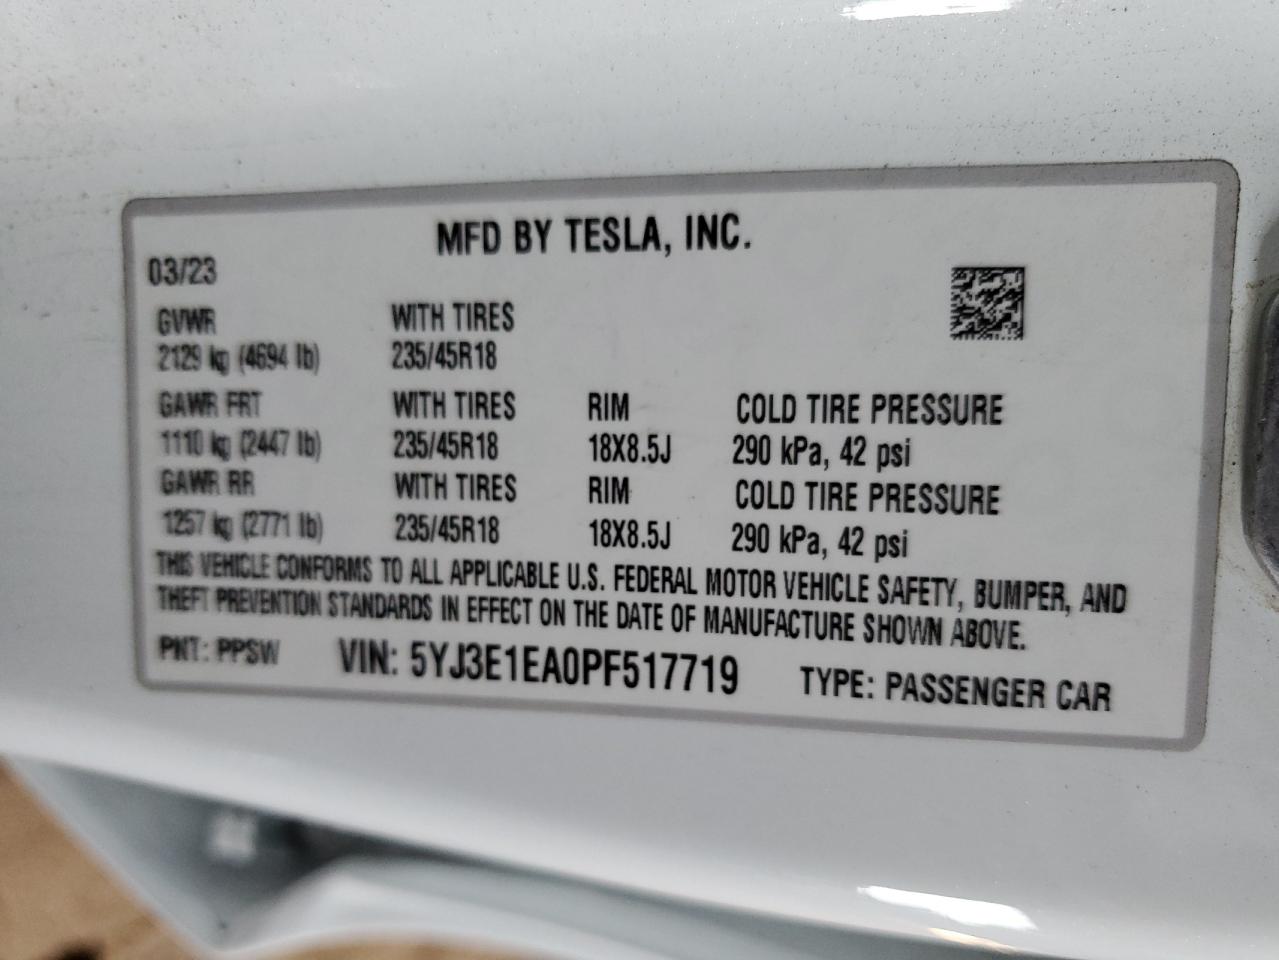 MFD BY TESLA, INC.
03/23
GVWR WITH TIRES
2129 kg (4694 lb) 235/45R18
GAWR FRT WITH TIRES RIM COLD TIRE PRESSURE
1110 kg (2447 lb) 235/45R18 18X8.5J 290 kPa, 42 psi
GAWR RR WITH TIRES RIM COLD TIRE PRESSURE
1257 kg (2771 lb) 235/45R18 18X8.5J 290 kPa, 42 psi
THIS VEHICLE CONFORMS TO ALL APPLICABLE U.S. FEDERAL MOTOR VEHICLE SAFETY, BUMPER, AND
THEFT PREVENTION STANDARDS IN EFFECT ON THE DATE OF MANUFACTURE SHOWN ABOVE.
PNT: PPSW VIN: 5YJ3E1EA0PF517719 TYPE: PASSENGER CAR